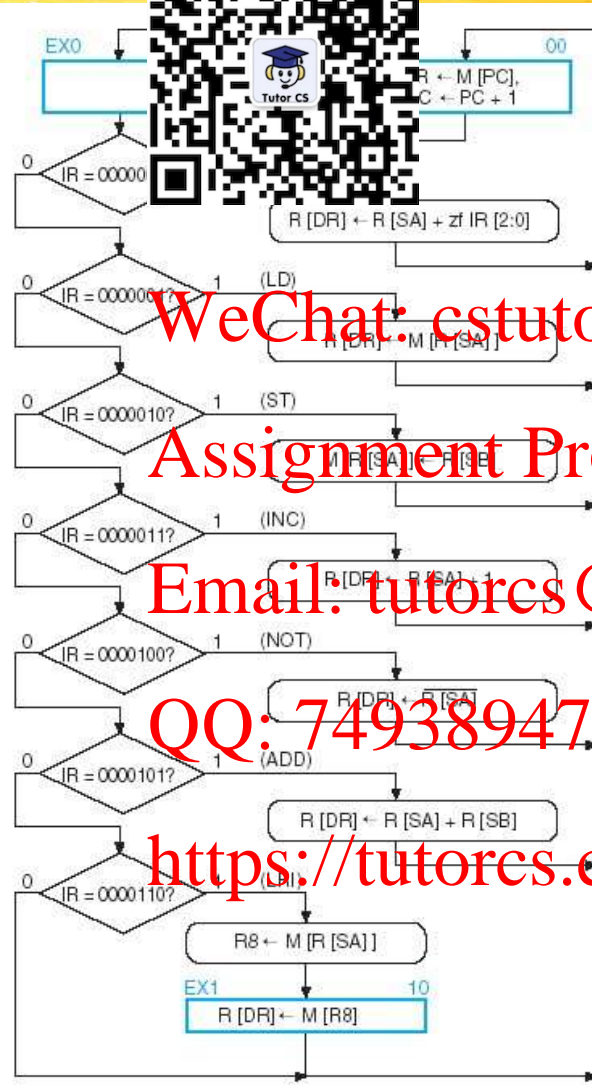 EX0
00
Tutor CS
R ← M [PC],
C ← PC + 1
0
IR = 00000
R [DR] ← R [SA] + zf IR [2:0]
0
IR = 0000001?
1
(LD)
WeChat: cstuto
R [DR] ← M [R [SA] ]
0
IR = 0000010?
1
(ST)
Assignment Pr
M [R [SA] ] ← R [SB]
0
IR = 0000011?
1
(INC)
R [DR] ← R [SA] + 1
Email: tutorcs@
0
IR = 0000100?
1
(NOT)
R [DR] ← R [SA]
QQ: 74938947
0
IR = 0000101?
1
(ADD)
R [DR] ← R [SA] + R [SB]
https://tutorcs.c
0
IR = 0000110?
1
(LRI)
R8 ← M [R [SA] ]
EX1
10
R [DR] ← M [R8]